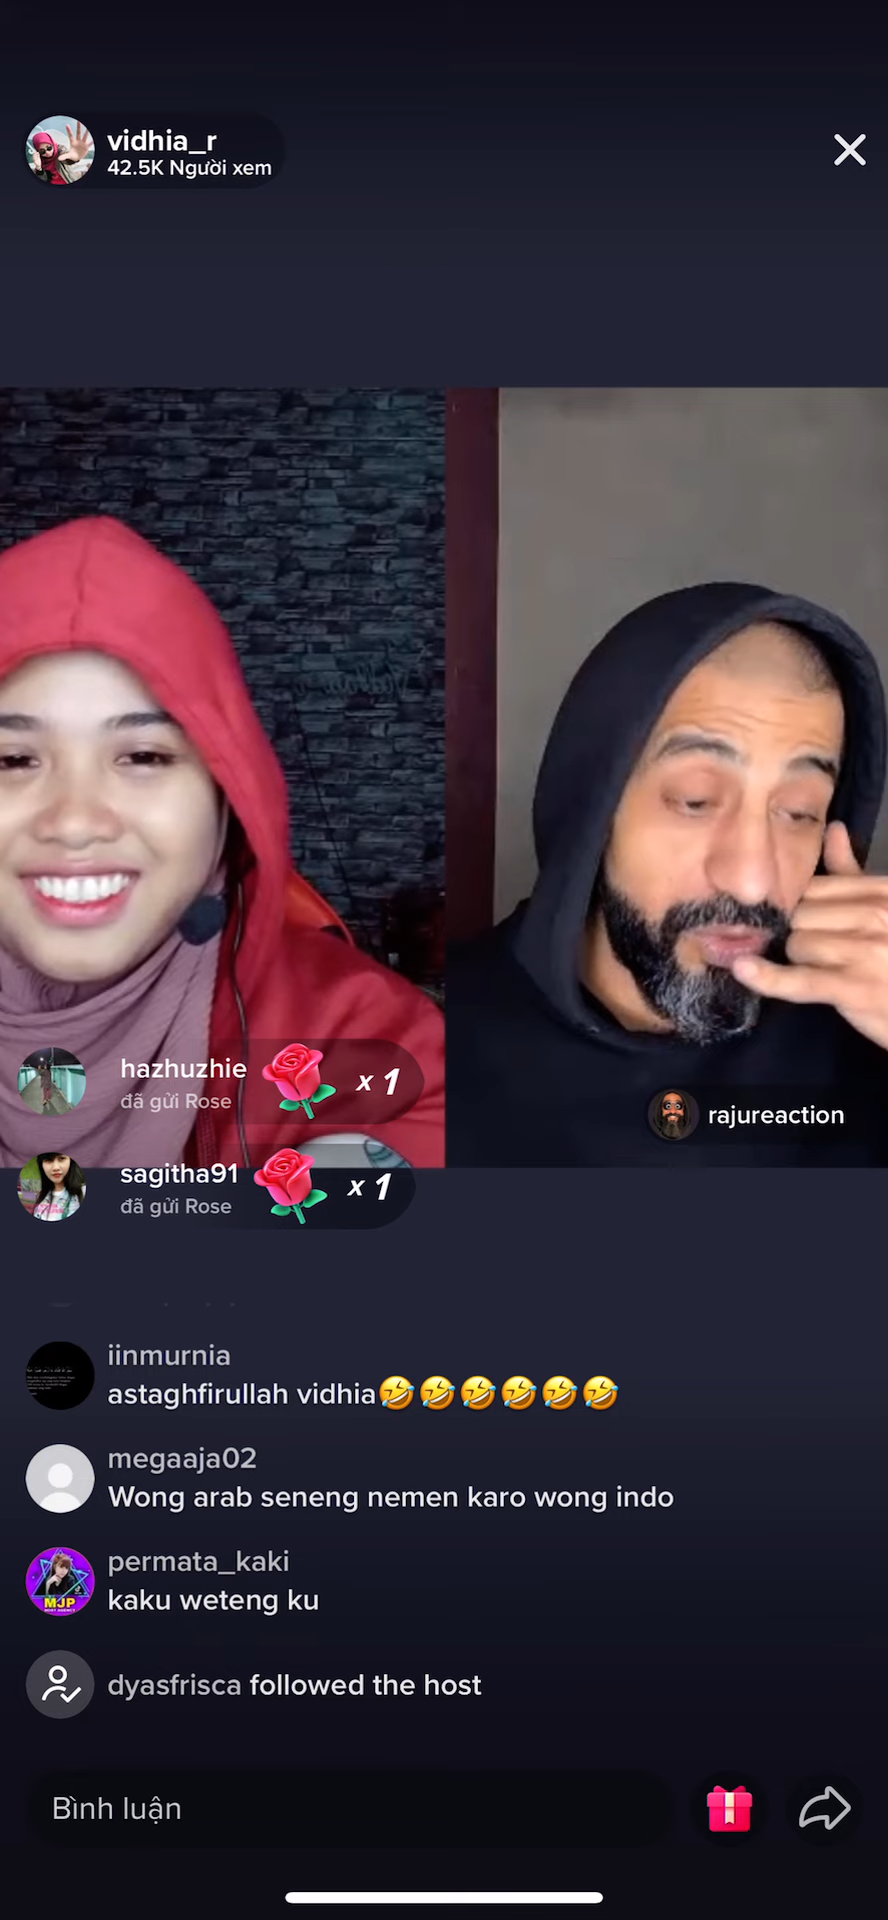 vidhia_r
42.5K Người xem
hazhuzhie
đã gửi Rose
x 1
rajureaction
sagitha91
đã gửi Rose
x 1
iinmurnia
astaghfirullah vidhia🤣🤣🤣🤣🤣🤣
megaaja02
Wong arab seneng nemen karo wong indo
permata_kaki
kaku weteng ku
MJP
dyasfrisca followed the host
Bình luận